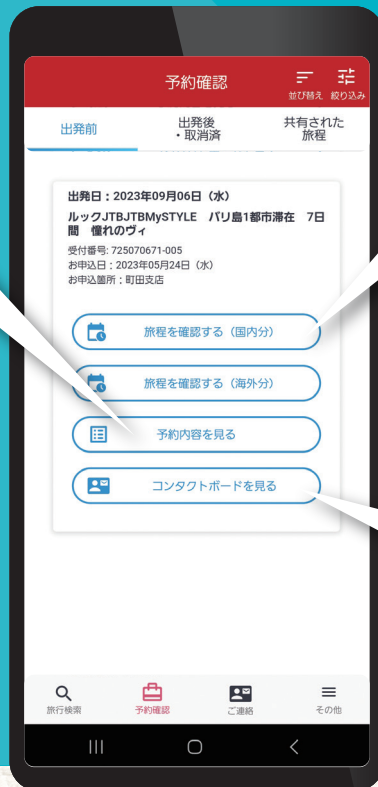 予約確認
並び替え 絞り込み
出発前
出発後
・取消済
共有された
旅程
出発日：2023年09月06日（水）
ルックJTBJTBMySTYLE　バリ島1都市滞在　7日
間　憧れのヴィ
受付番号: 725070671-005
お申込日：2023年05月24日（水）
お申込箇所：町田支店
旅程を確認する（国内分）
旅程を確認する（海外分）
予約内容を見る
コンタクトボードを見る
旅行検索
予約確認
ご連絡
その他